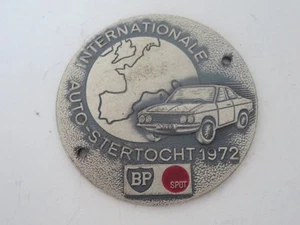 INTERNATIONALE
AUTO-STERTOCHT 1972
BP
SPOT